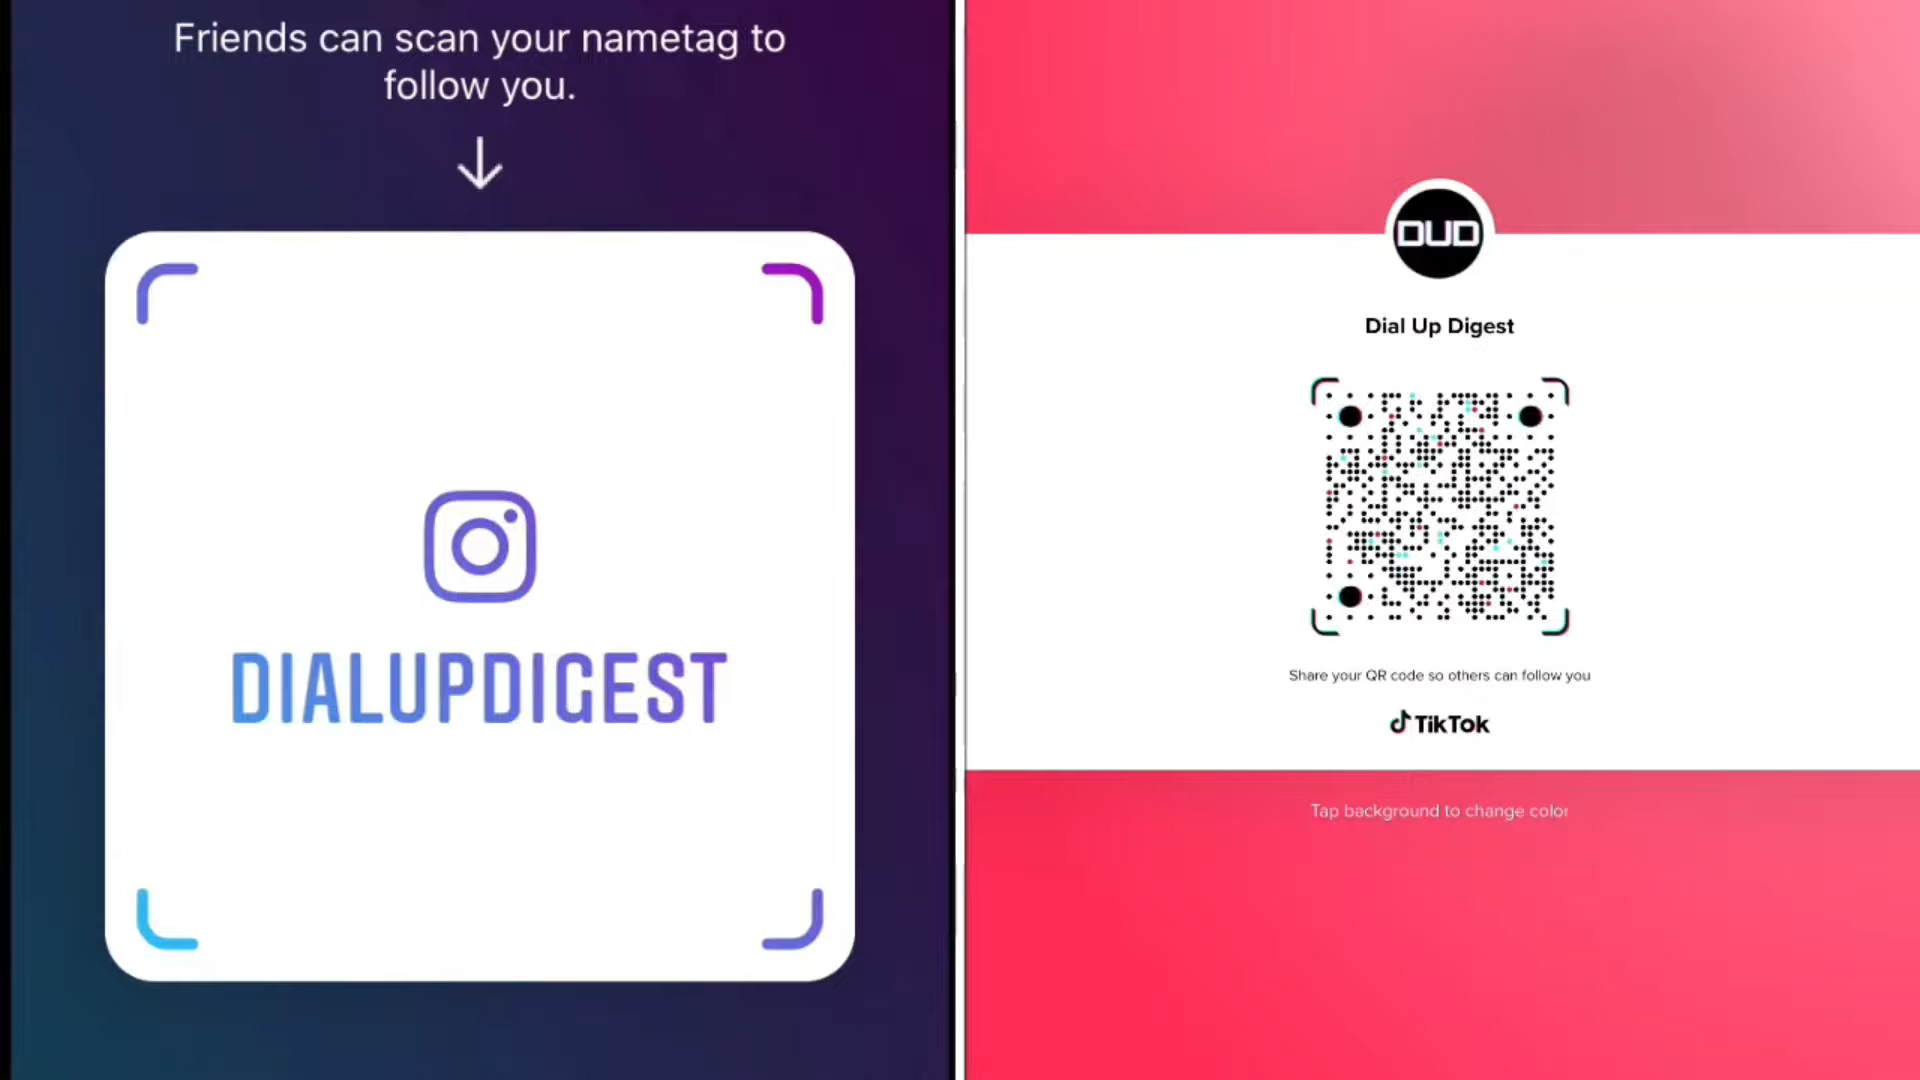 Friends can scan your nametag to
follow you.
DIALUPDIGEST
DUD
Dial Up Digest
Share your QR code so others can follow you
TikTok
Tap background to change color